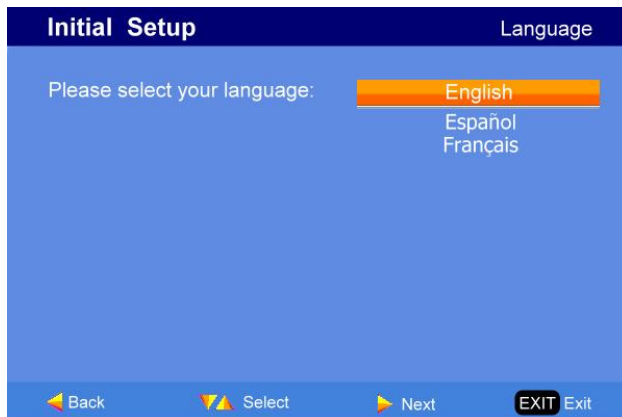 Initial Setup Language
Please select your language: English
Español
Français
Back Select Next EXIT Exit